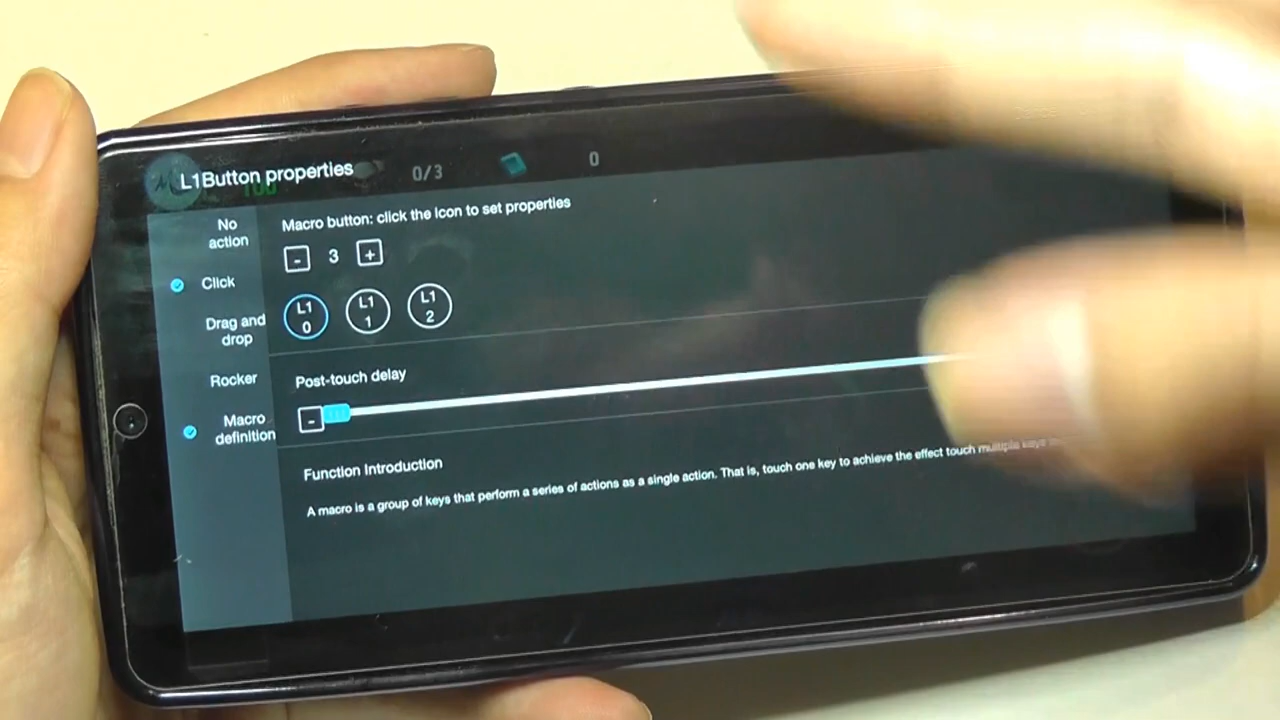 L1Button properties
0/3
0
No
action
Click
Drag and
drop
Rocker
Macro
definition
Macro button: click the icon to set properties
- 3 +
L1
0
L1
1
L1
2
Post-touch delay
-
Function Introduction
A macro is a group of keys that perform a series of actions as a single action. That is, touch one key to achieve the effect touch multiple keys